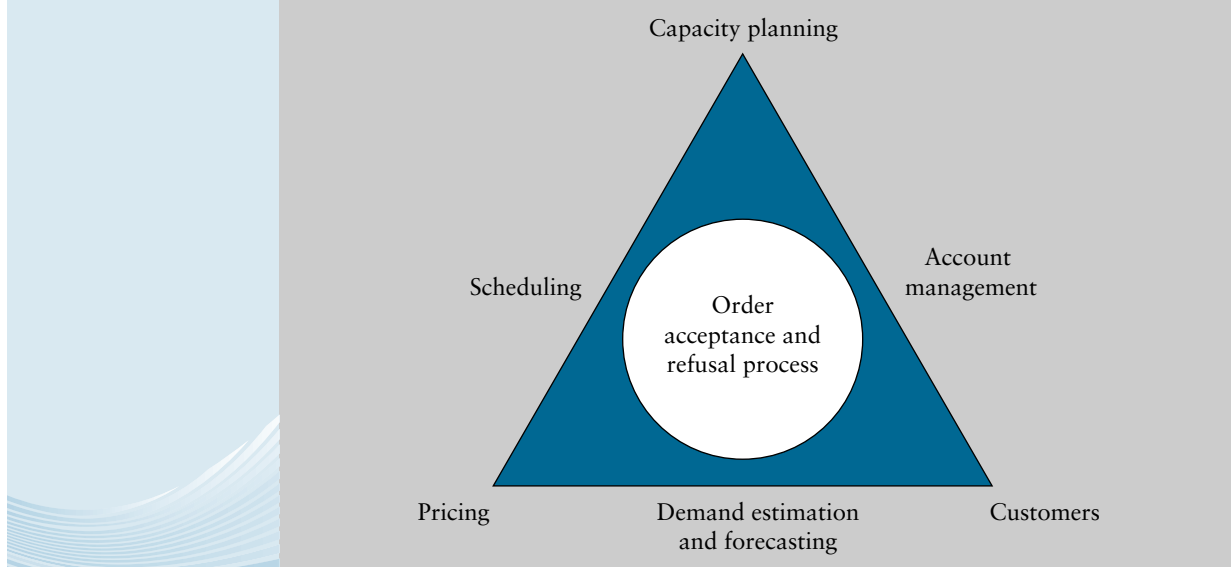 Capacity planning
Scheduling
Account
management
Order
acceptance and
refusal process
Pricing
Demand estimation
and forecasting
Customers